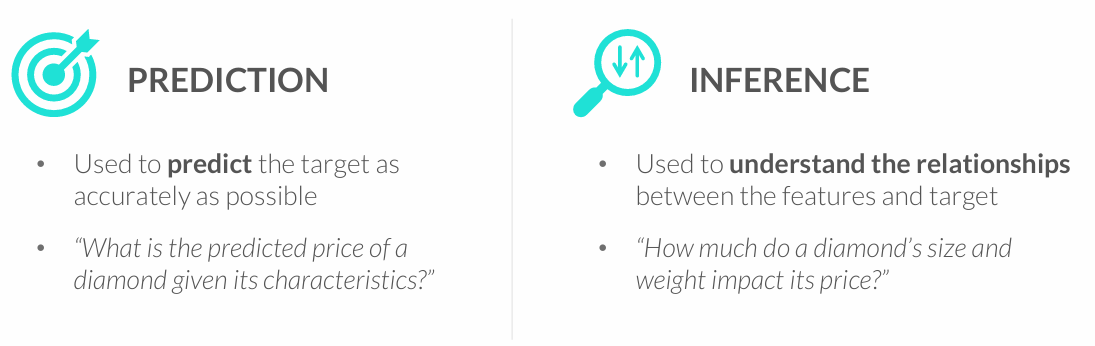 PREDICTION
• Used to predict the target as
accurately as possible
• “What is the predicted price of a
diamond given its characteristics?”
INFERENCE
• Used to understand the relationships
between the features and target
• “How much do a diamond’s size and
weight impact its price?”